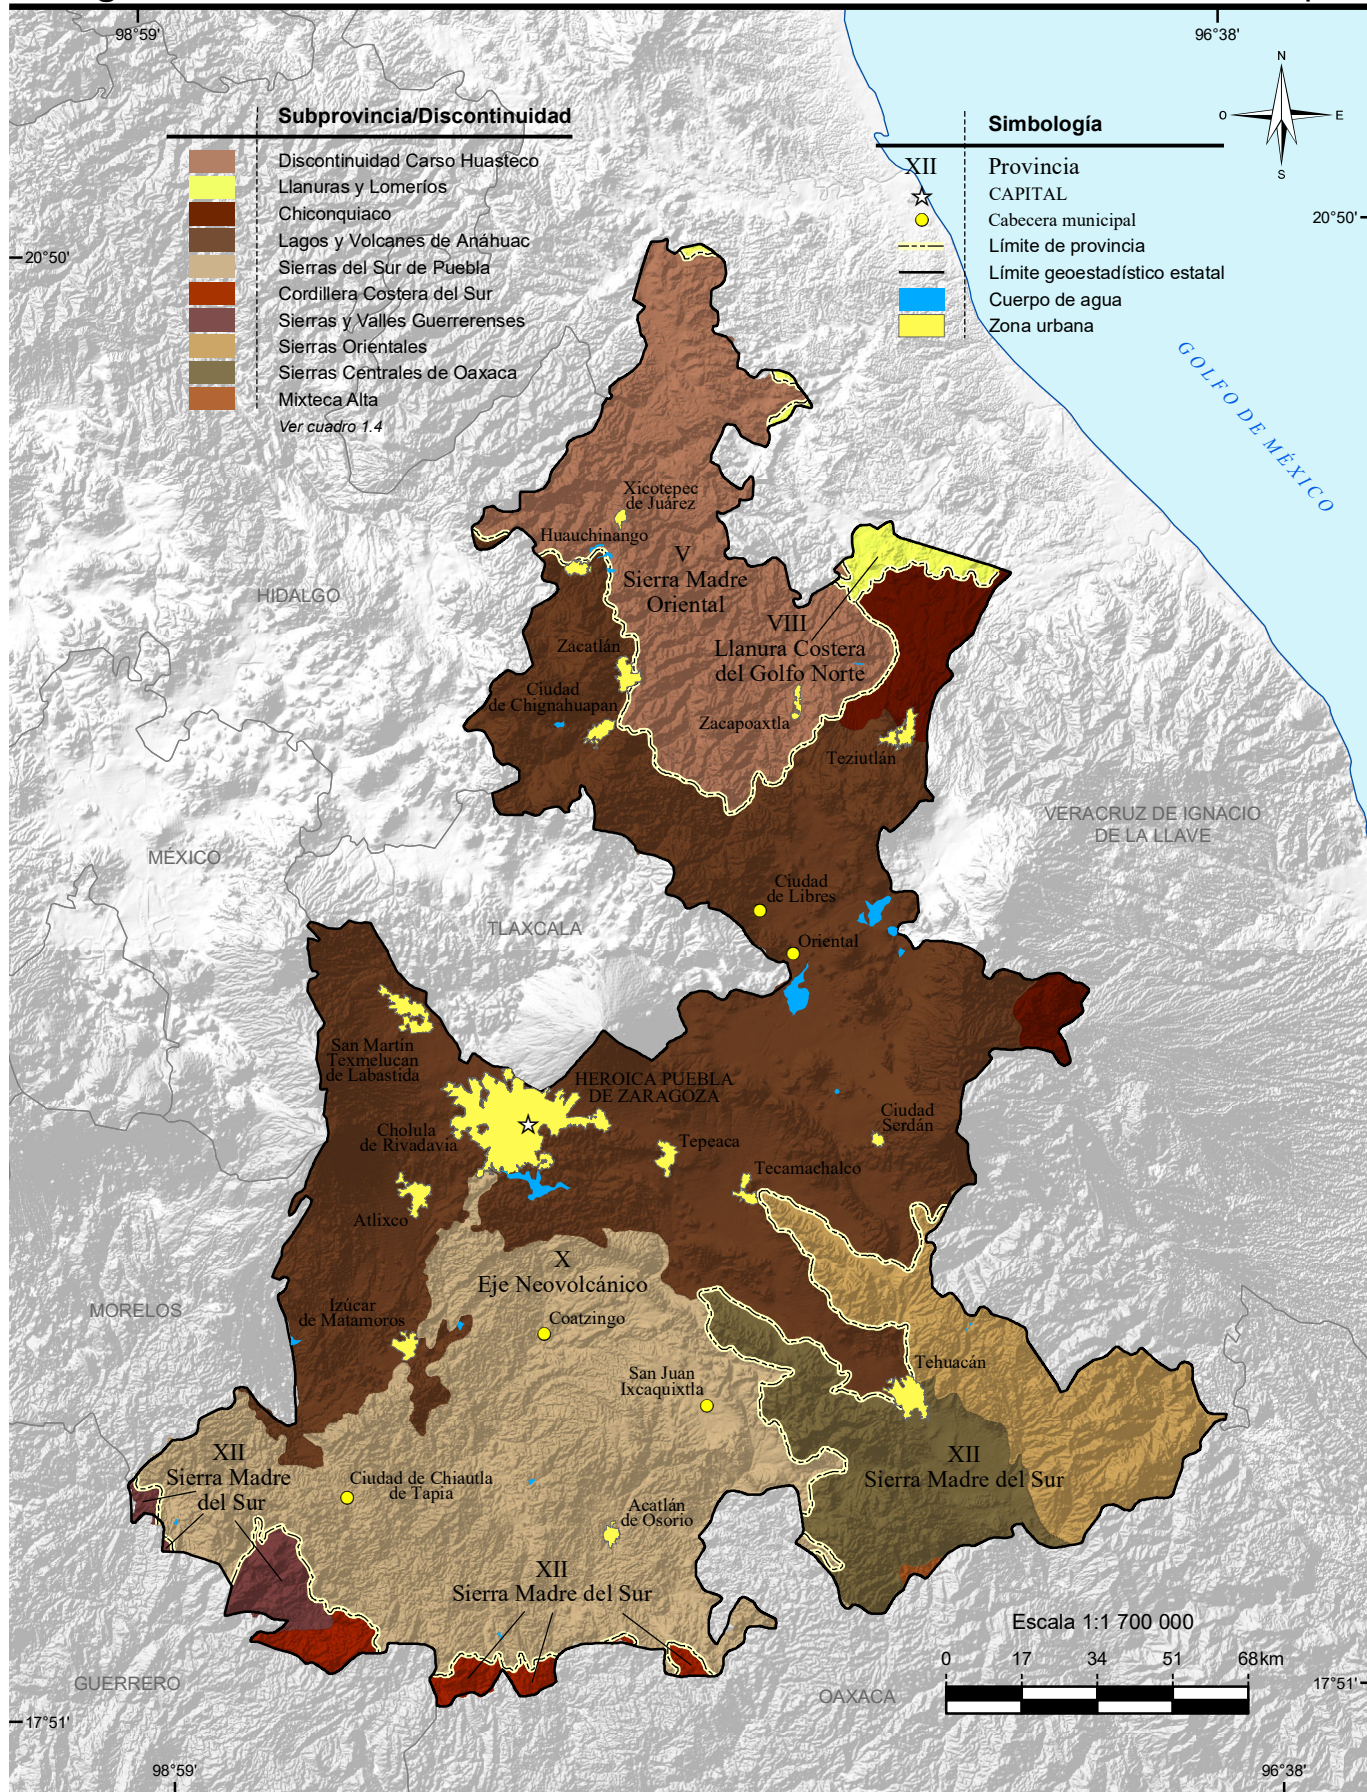 98°59'
96°38'
N
O
E
S
Subprovincia/Discontinuidad
Discontinuidad Carso Huasteco
Llanuras y Lomeríos
Chiconquiaco
Lagos y Volcanes de Anáhuac
Sierras del Sur de Puebla
Cordillera Costera del Sur
Sierras y Valles Guerrerenses
Sierras Orientales
Sierras Centrales de Oaxaca
Mixteca Alta
Ver cuadro 1.4
Simbología
XII Provincia
CAPITAL
Cabecera municipal
Límite de provincia
Límite geoestadístico estatal
Cuerpo de agua
Zona urbana
20°50'
20°50'
GOLFO DE MÉXICO
Xicotepec
de Juárez
Huauchinango
V
Sierra Madre
Oriental
HIDALGO
VIII
Llanura Costera
del Golfo Norte
Zacatlán
Ciudad
de Chignahuapan
Zacapoaxtla
Teziutlán
VERACRUZ DE IGNACIO
DE LA LLAVE
MÉXICO
Ciudad
de Libres
TLAXCALA
Oriental
San Martín
Texmelucan
de Labastida
HEROICA PUEBLA
DE ZARAGOZA
Cholula
de Rivadavia
Ciudad
Serdán
Tepeaca
Tecamachalco
Atlixco
X
Eje Neovolcánico
MORELOS
Izúcar
de Matamoros
Coatzingo
Tehuacán
San Juan
Ixcaquixtla
XII
Sierra Madre
del Sur
XII
Sierra Madre del Sur
Ciudad de Chiautla
de Tapia
Acatlán
de Osorio
XII
Sierra Madre del Sur
Escala 1:1 700 000
0 17 34 51 68 km
GUERRERO
OAXACA
17°51'
17°51'
98°59'
96°38'